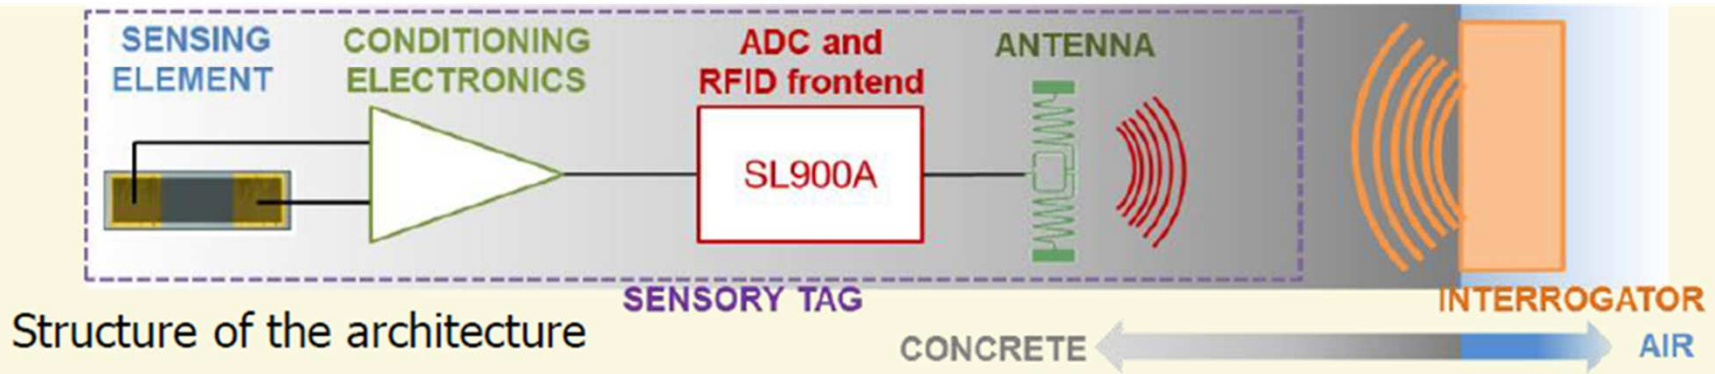 SENSING
ELEMENT
CONDITIONING
ELECTRONICS
ADC and
RFID frontend
ANTENNA
SL900A
SENSORY TAG
INTERROGATOR
Structure of the architecture
CONCRETE
AIR